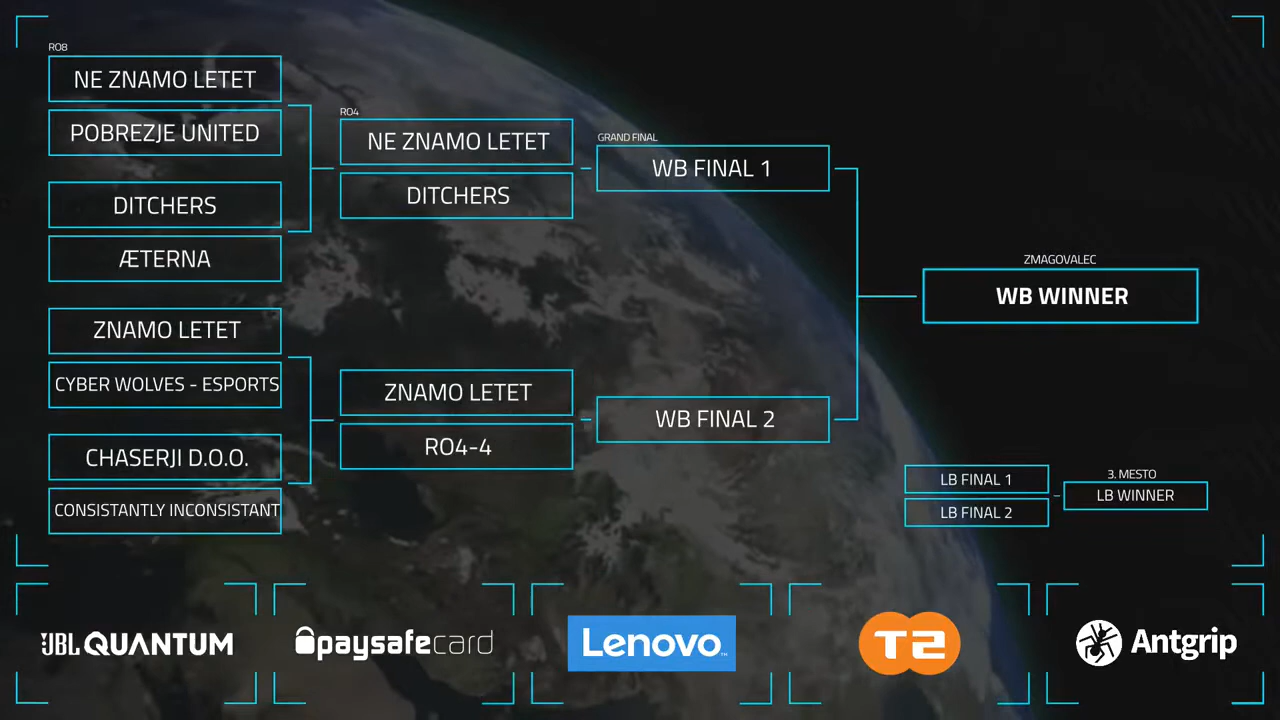 RO8
NE ZNAMO LETET
POBREZJE UNITED
DITCHERS
ÆTERNA
ZNAMO LETET
CYBER WOLVES - ESPORTS
CHASERJI D.O.O.
CONSISTANTLY INCONSISTANT
RO4
NE ZNAMO LETET
DITCHERS
ZNAMO LETET
RO4-4
GRAND FINAL
WB FINAL 1
WB FINAL 2
ZMAGOVALEC
WB WINNER
LB FINAL 1
LB FINAL 2
3. MESTO
LB WINNER
JBL QUANTUM
paysafecard
Lenovo™
T2
Antgrip